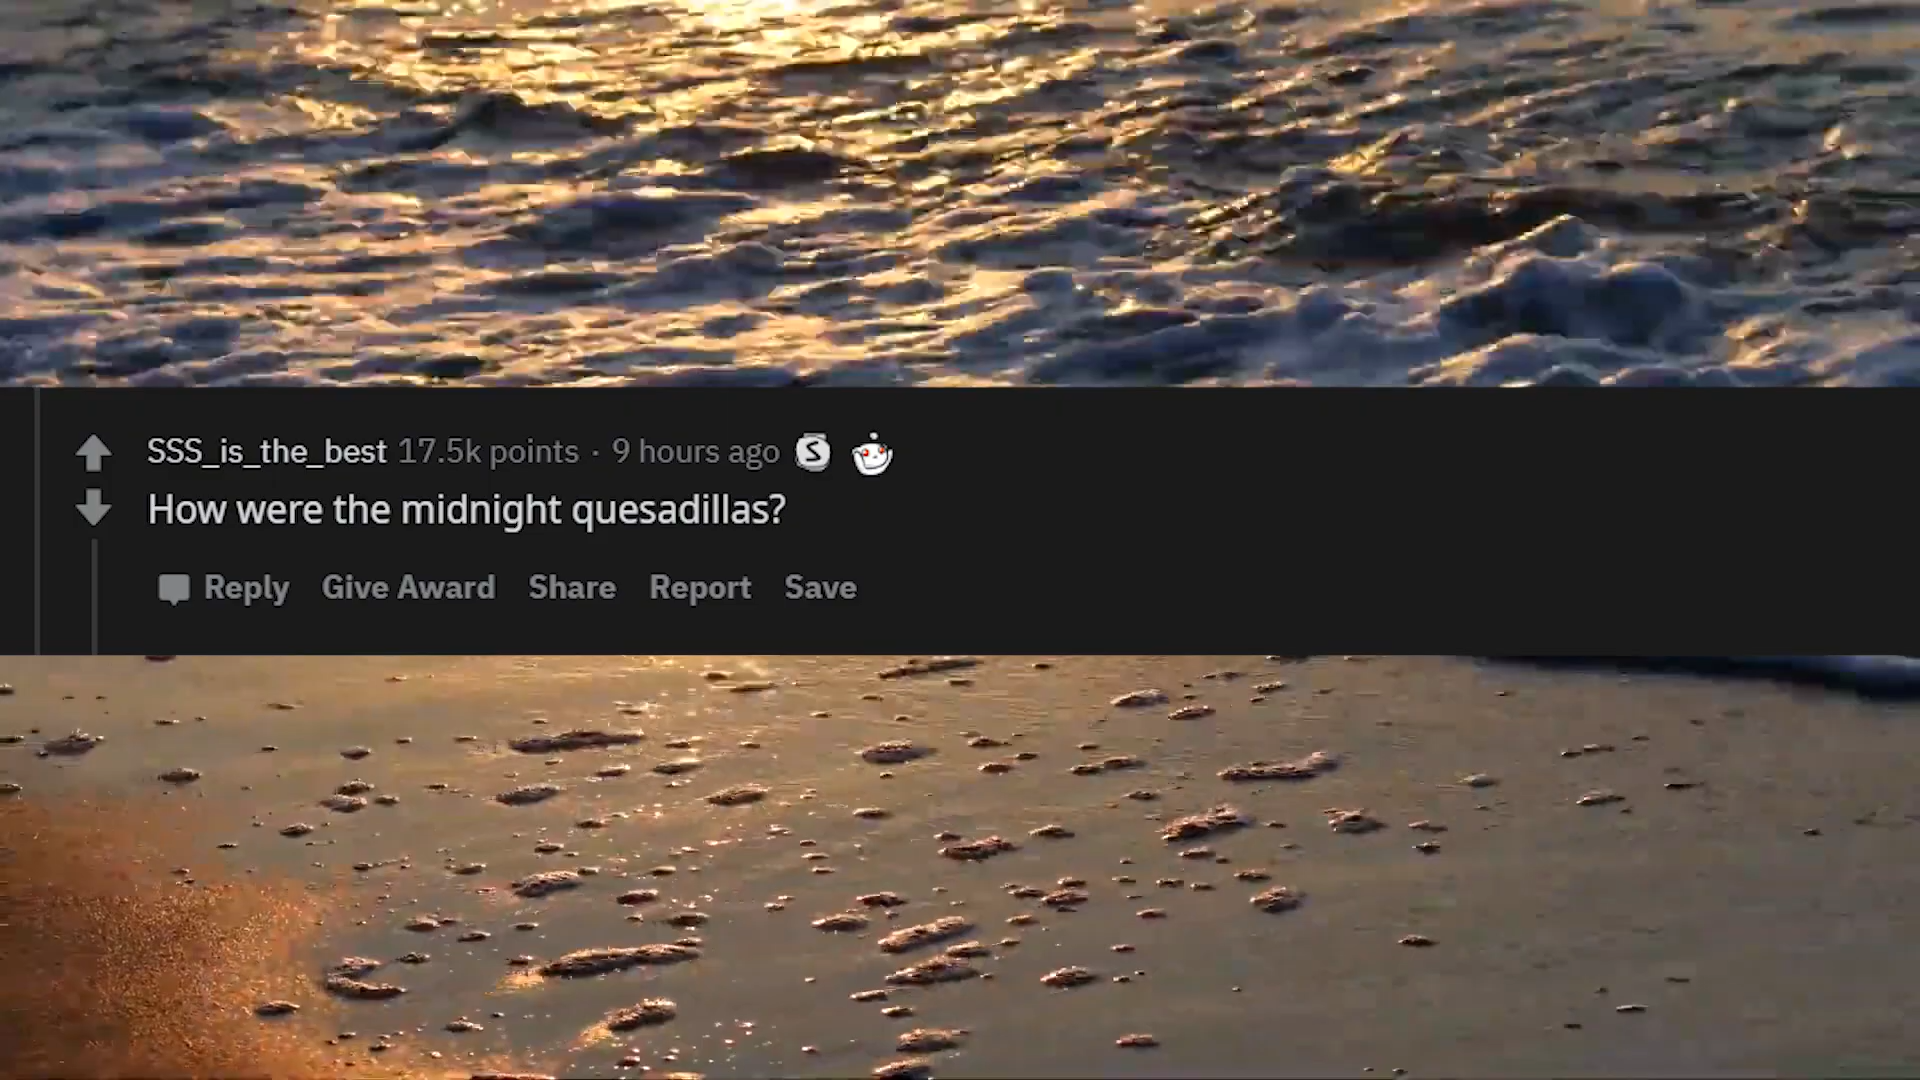 SSS_is_the_best 17.5k points · 9 hours ago S
How were the midnight quesadillas?
Reply Give Award Share Report Save